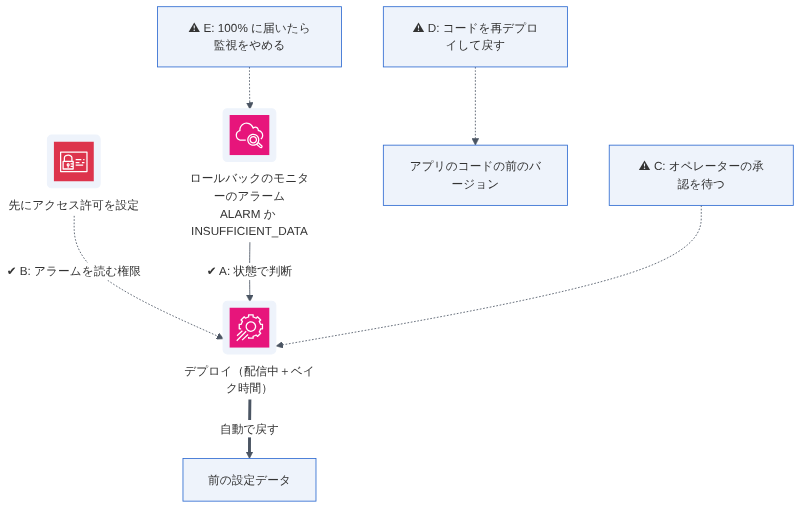 ⚠ E: 100% に届いたら
監視をやめる
⚠ D: コードを再デプロ
イして戻す
先にアクセス許可を設定
ロールバックのモニタ
ーのアラーム
ALARM か
INSUFFICIENT_DATA
アプリのコードの前のバ
ージョン
⚠ C: オペレーターの承
認を待つ
✔ B: アラームを読む権限
✔ A: 状態で判断
デプロイ（配信中＋ベイ
ク時間）
自動で戻す
前の設定データ